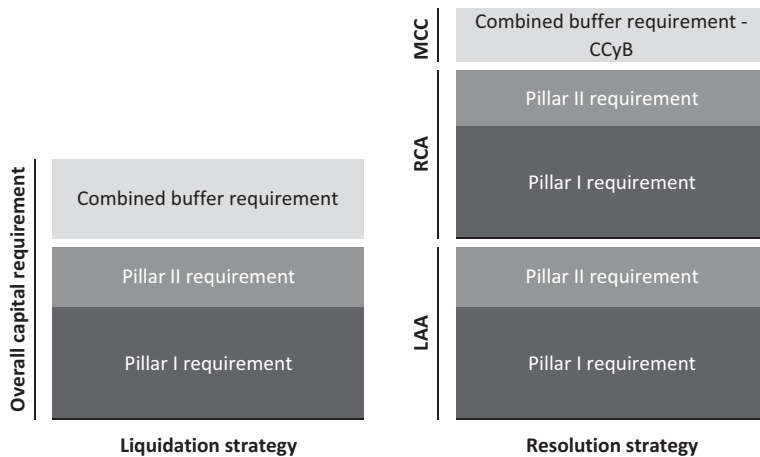 Overall capital requirement
Combined buffer requirement
Pillar II requirement
Pillar I requirement
Liquidation strategy
MCC
Combined buffer requirement -
CCyB
RCA
Pillar II requirement
Pillar I requirement
LAA
Pillar II requirement
Pillar I requirement
Resolution strategy